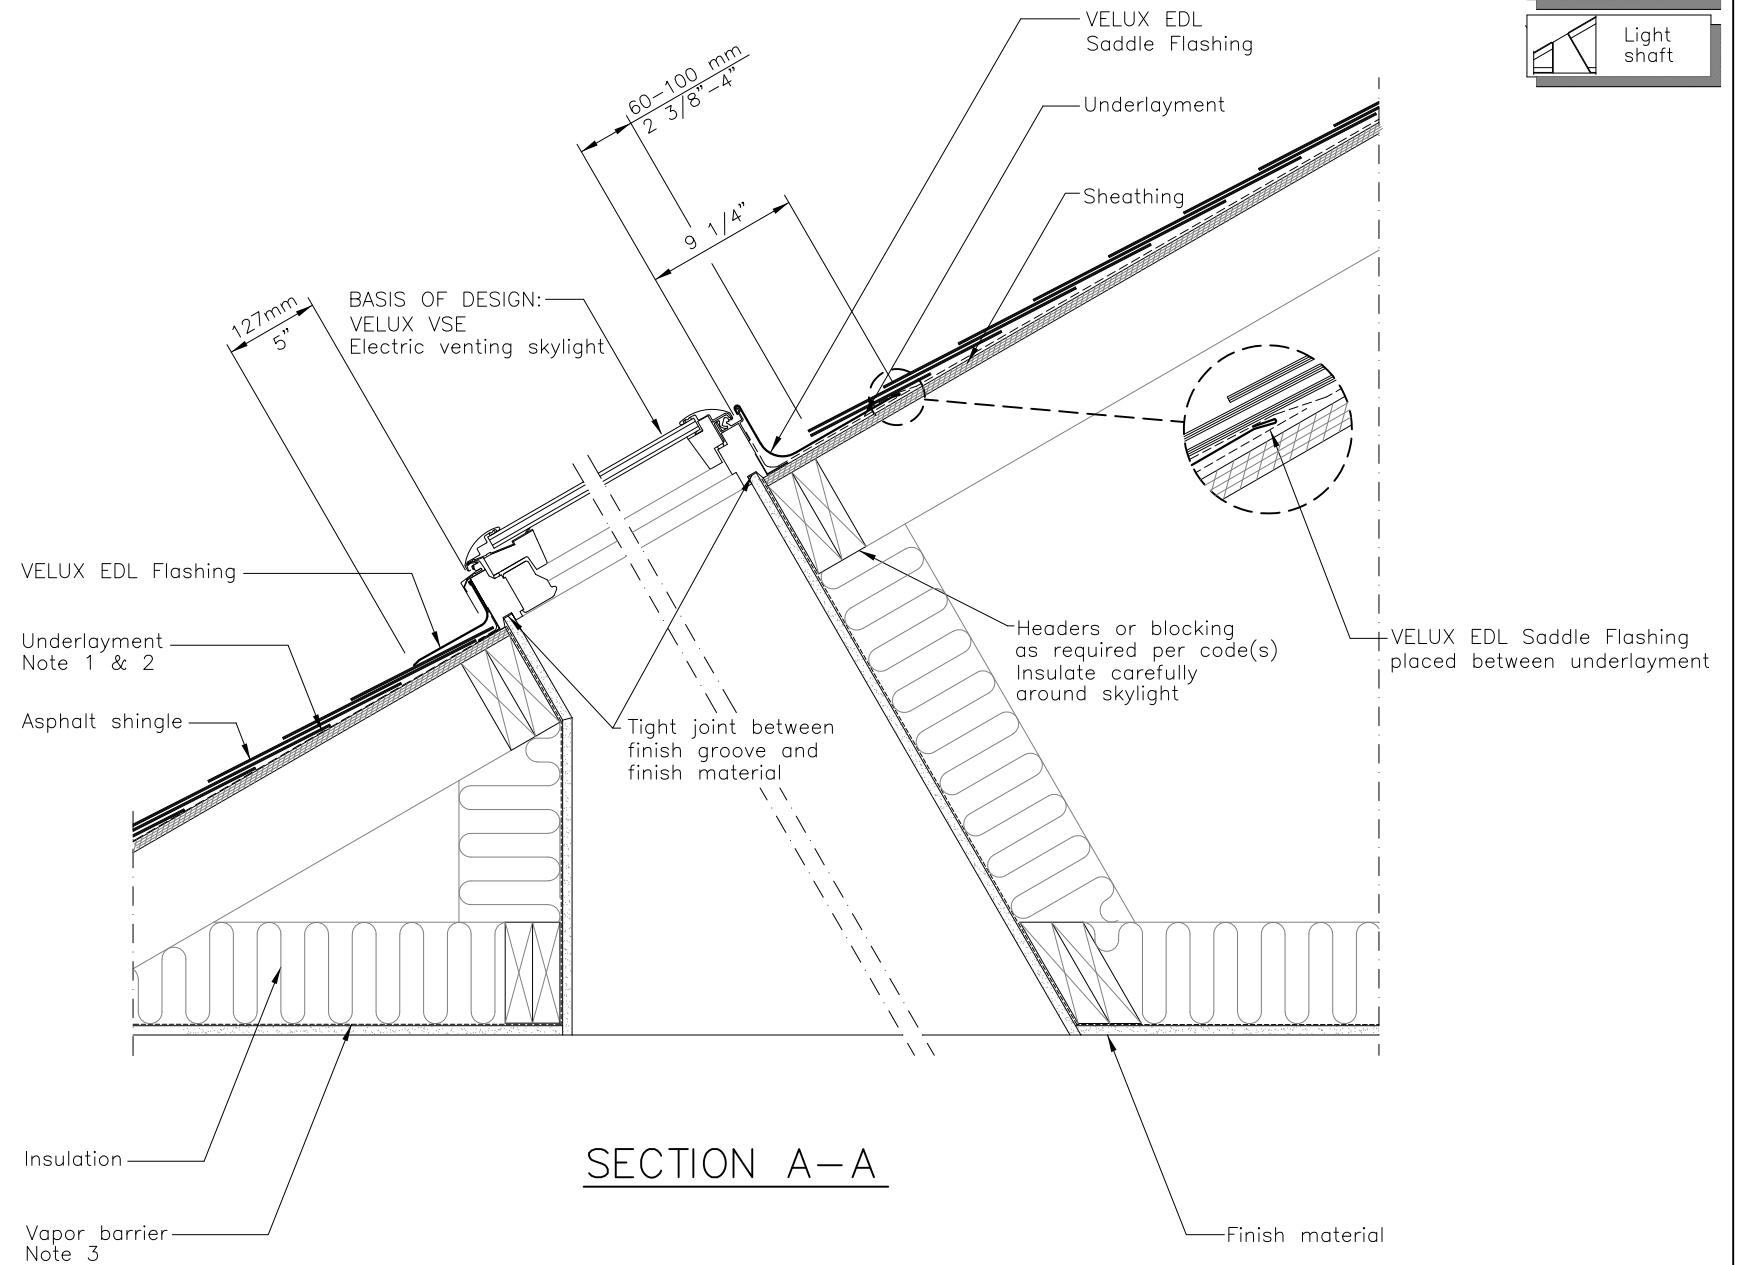 VELUX EDL
Saddle Flashing
Light
shaft
60-100 mm
2 3/8"-4"
Underlayment
Sheathing
9 1/4"
127mm
5"
BASIS OF DESIGN:
VELUX VSE
Electric venting skylight
VELUX EDL Flashing
Underlayment
Note 1 & 2
Asphalt shingle
Headers or blocking
as required per code(s)
Insulate carefully
around skylight
VELUX EDL Saddle Flashing
placed between underlayment
Tight joint between
finish groove and
finish material
Insulation
SECTION A-A
Vapor barrier
Note 3
Finish material